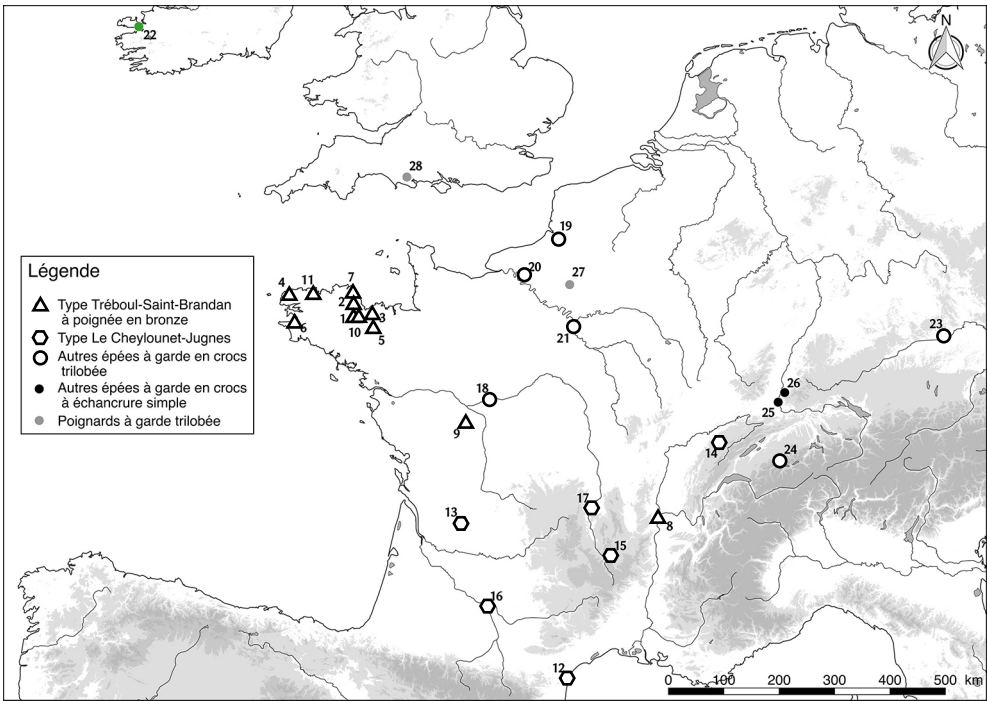 N
22
28
19
20
27
21
23
Légende
Type Tréboul-Saint-Brandan
à poignée en bronze
Type Le Cheylounet-Jugnes
Autres épées à garde en crocs
trilobée
Autres épées à garde en crocs
à échancrure simple
Poignards à garde trilobée
4
11
7
2
1
3
6
10
5
18
9
26
25
14
24
13
17
8
15
16
12
0 100 200 300 400 500 km